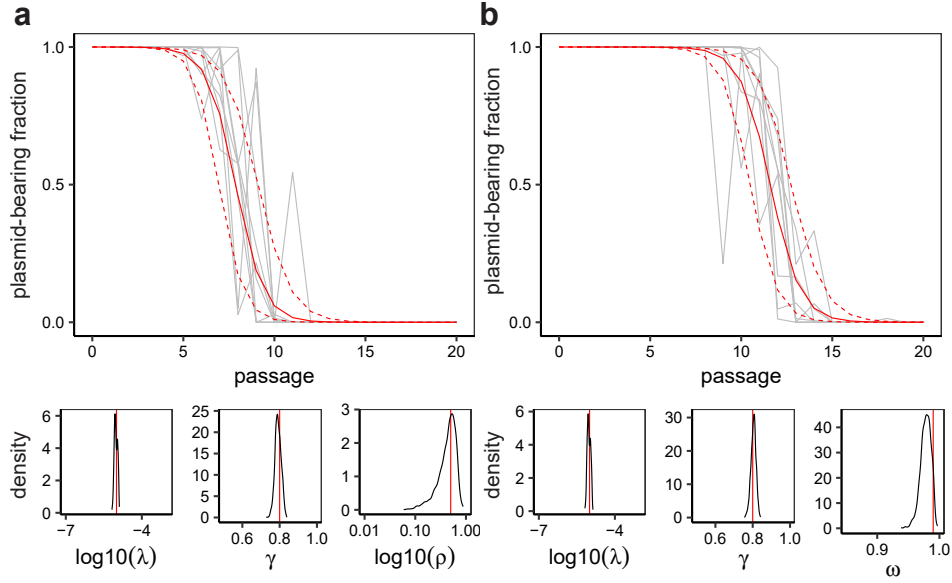 a
b
plasmid-bearing fraction
1.0
0.5
0.0
0 5 10 15 20
passage
plasmid-bearing fraction
1.0
0.5
0.0
0 5 10 15 20
passage
density
6
4
2
0
−7 −4
log10(λ)
25
20
15
10
5
0
0.6 0.8 1.0
γ
3
2
1
0
0.01 0.10 1.00
log10(ρ)
density
6
4
2
0
−7 −4
log10(λ)
30
20
10
0
0.6 0.8 1.0
γ
40
30
20
10
0
0.9 1.0
ω